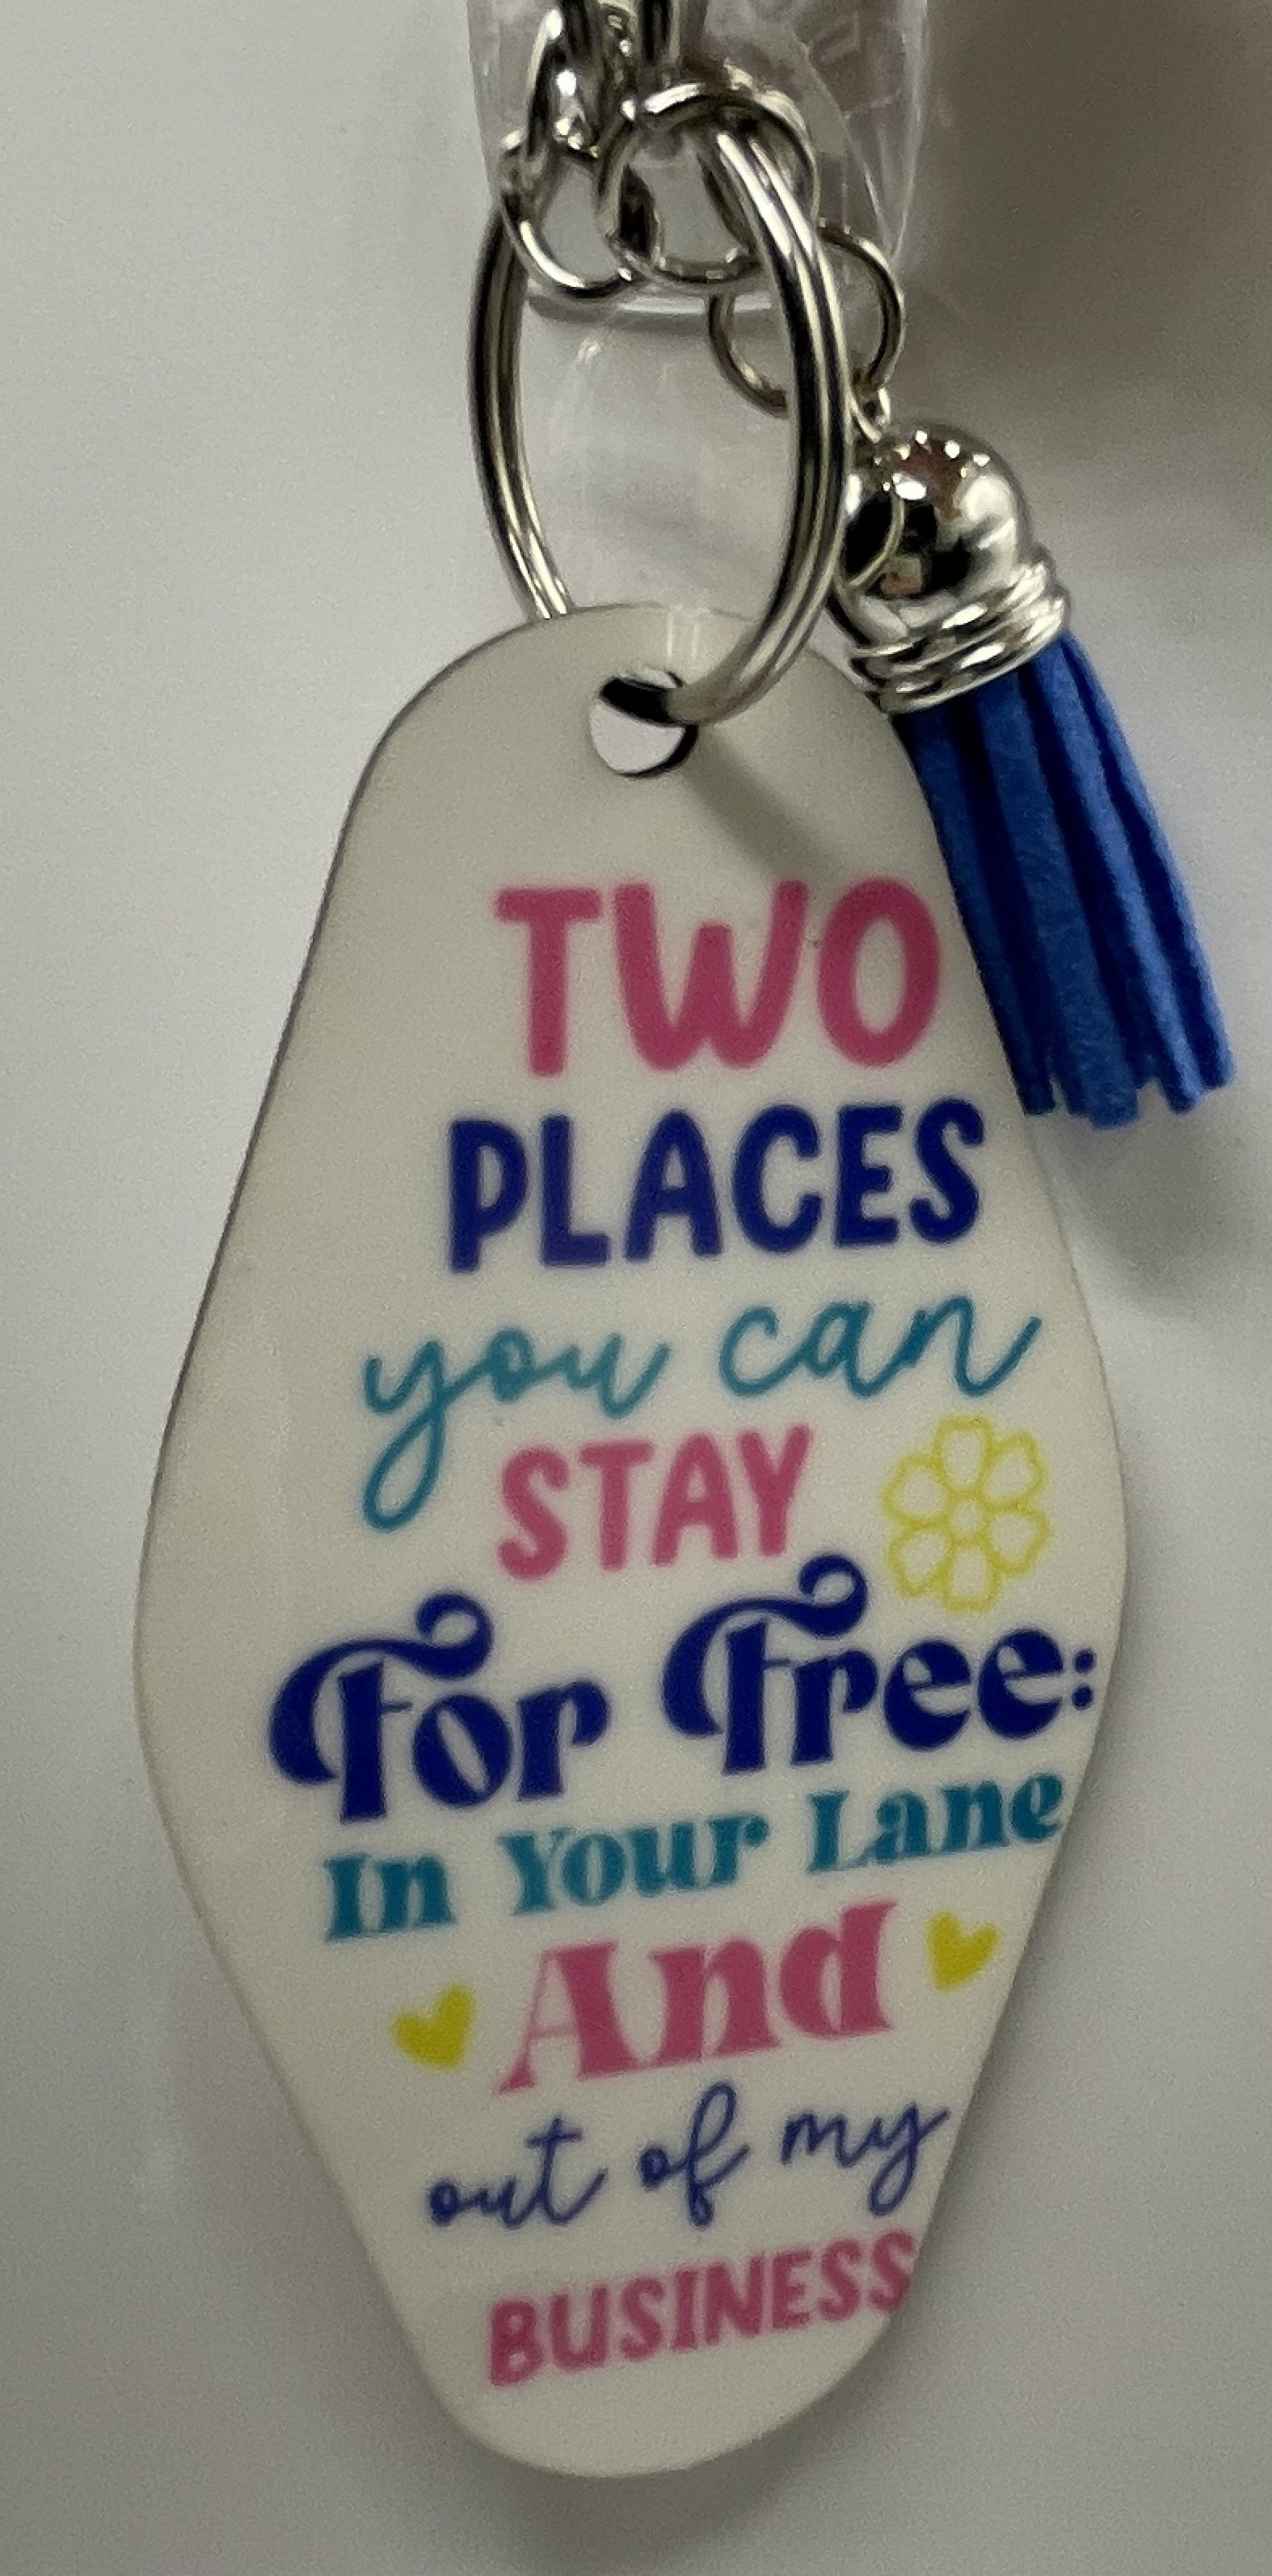 TWO
PLACES
you can
STAY
For Free:
In Your Lane
And
out of my
BUSINESS